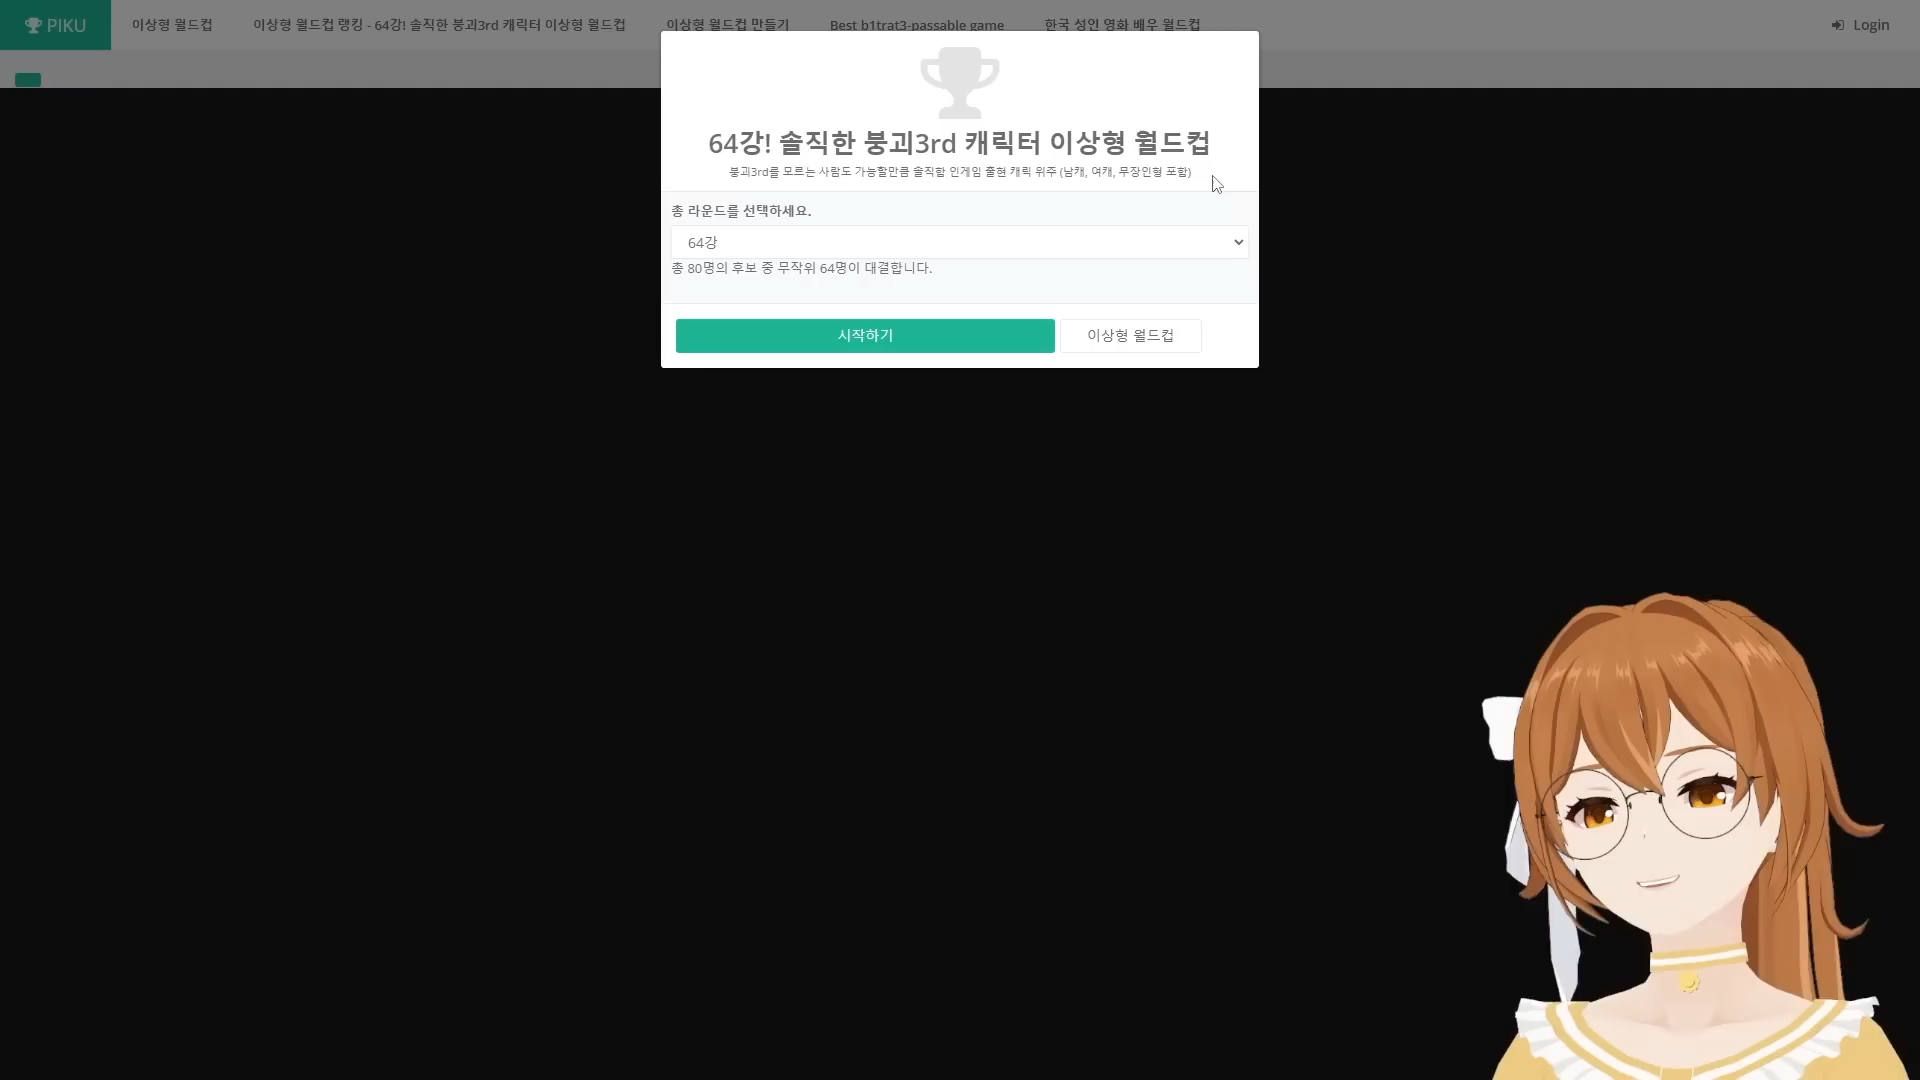 PIKU
이상형 월드컵
이상형 월드컵 랭킹 - 64강! 솔직한 붕괴3rd 캐릭터 이상형 월드컵
이상형 월드컵 만들기
Best b1trat3-passable game
한국 성인 영화 배우 월드컵
Login
64강! 솔직한 붕괴3rd 캐릭터 이상형 월드컵
붕괴3rd를 모르는 사람도 가능할만큼 솔직함 인게임 출현 캐릭 위주 (남캐, 여캐, 무장인형 포함)
총 라운드를 선택하세요.
64강
총 80명의 후보 중 무작위 64명이 대결합니다.
시작하기
이상형 월드컵